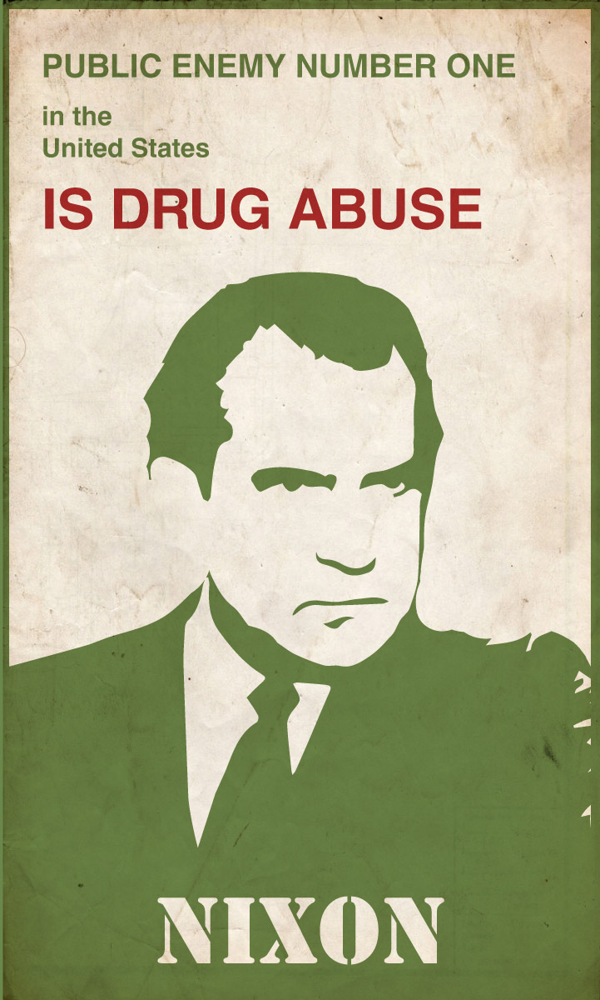 PUBLIC ENEMY NUMBER ONE
in the
United States
IS DRUG ABUSE
NIXON